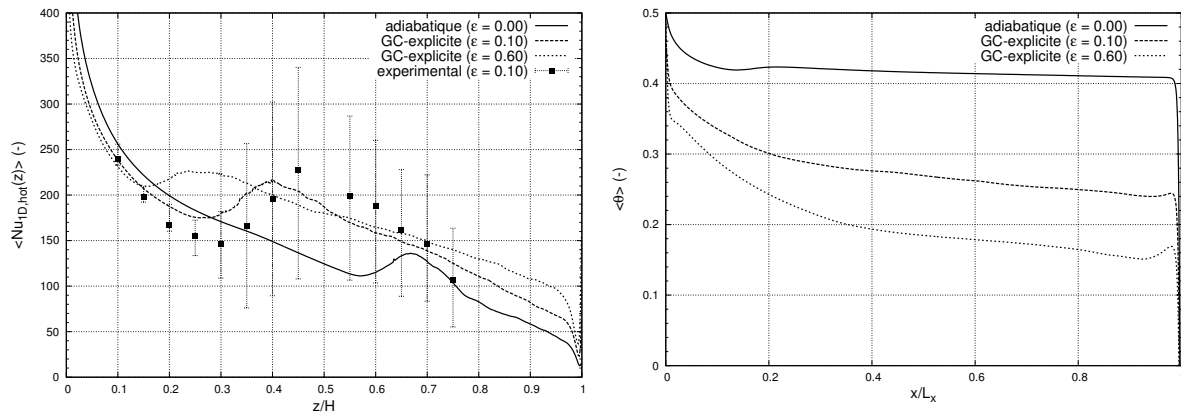 adiabatique (ε = 0.00)
GC-explicite (ε = 0.10)
GC-explicite (ε = 0.60)
experimental (ε = 0.10)
<Nu1D,hot(z)> (-)
400
350
300
250
200
150
100
50
0
0 0.1 0.2 0.3 0.4 0.5 0.6 0.7 0.8 0.9 1
z/H
adiabatique (ε = 0.00)
GC-explicite (ε = 0.10)
GC-explicite (ε = 0.60)
<θ> (-)
0.5
0.4
0.3
0.2
0.1
0
0 0.2 0.4 0.6 0.8
x/Lx